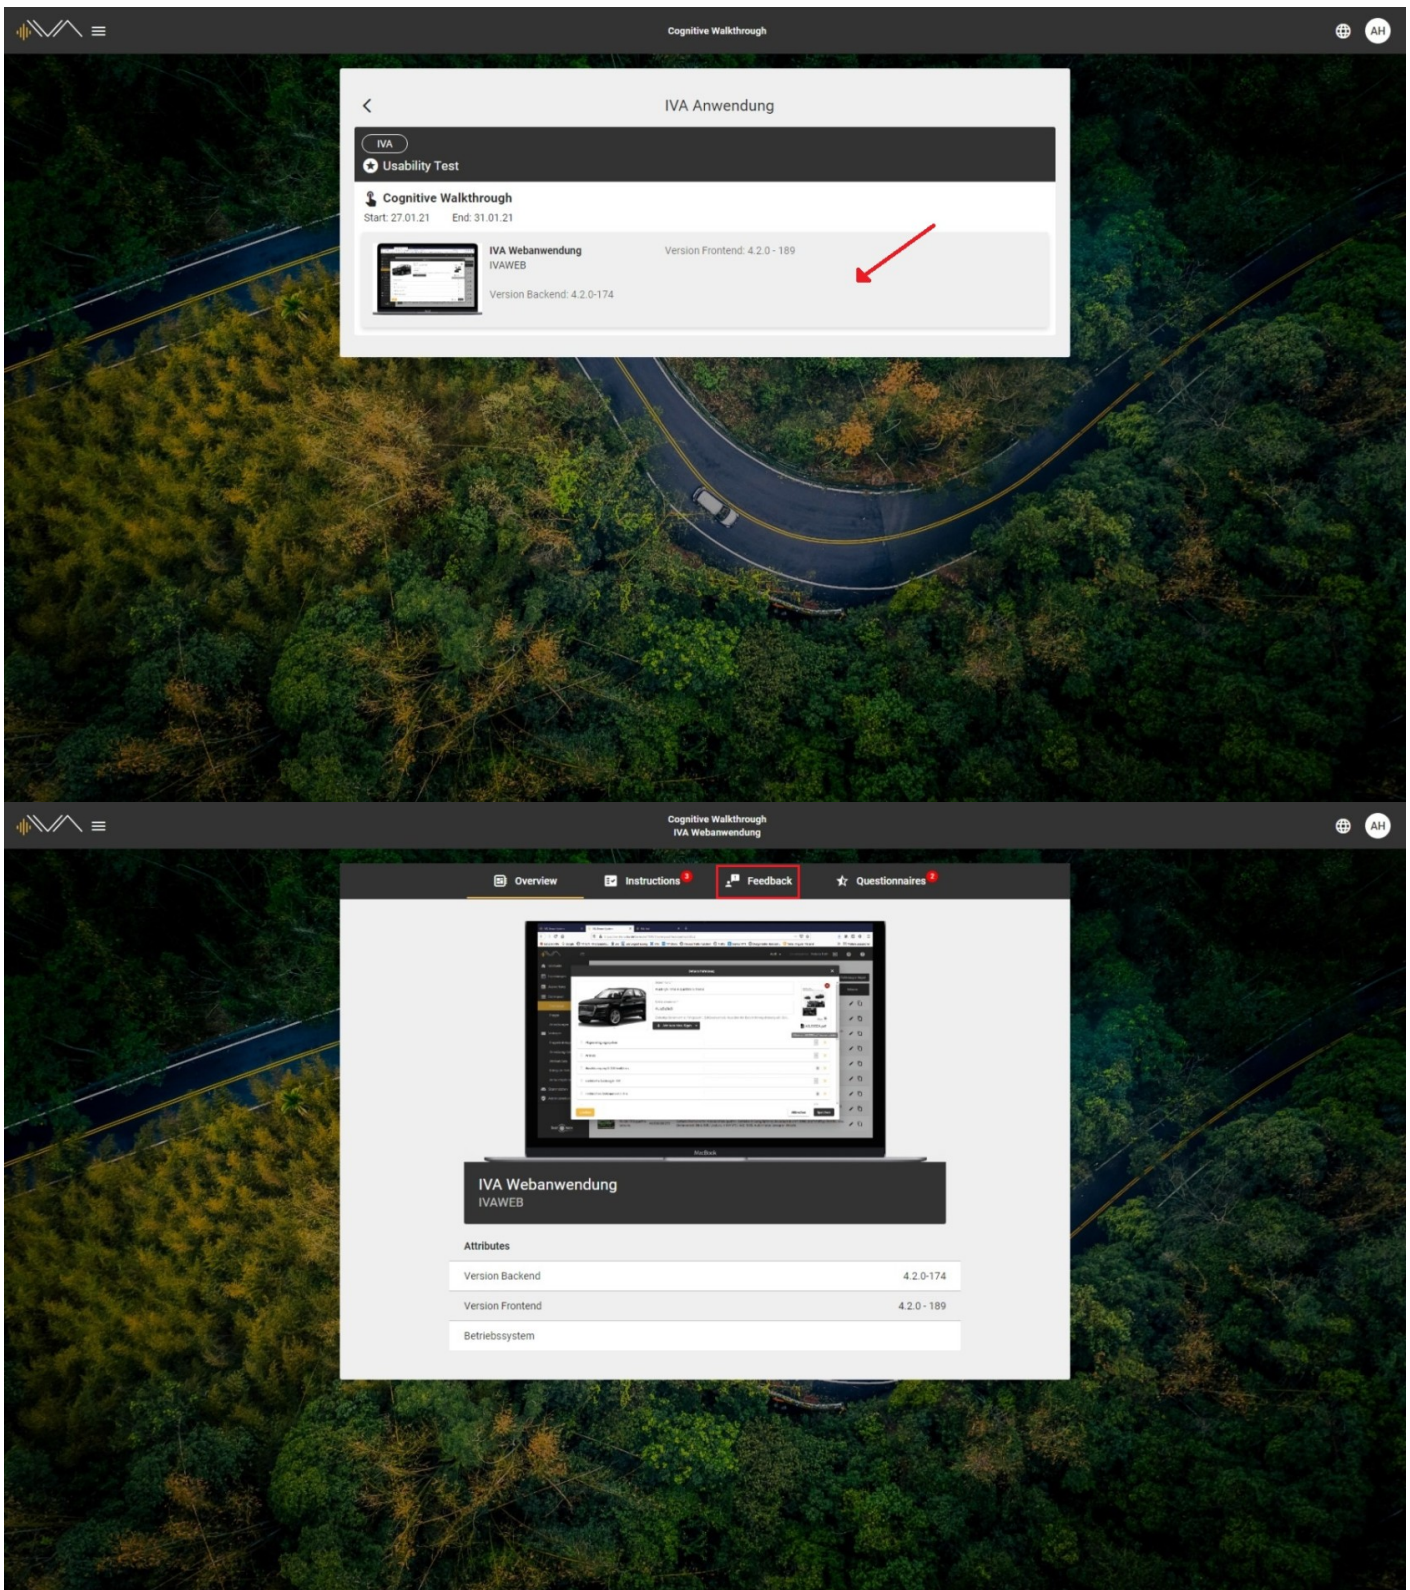 Cognitive Walkthrough
AH
IVA Anwendung
IVA
Usability Test
Cognitive Walkthrough
Start: 27.01.21 End: 31.01.21
IVA Webanwendung Version Frontend: 4.2.0 - 189
IVAWEB
Version Backend: 4.2.0-174
Cognitive Walkthrough
IVA Webanwendung
AH
Overview Instructions 3 Feedback Questionnaires 2
MacBook
IVA Webanwendung
IVAWEB
Attributes
Version Backend 4.2.0-174
Version Frontend 4.2.0 - 189
Betriebssystem